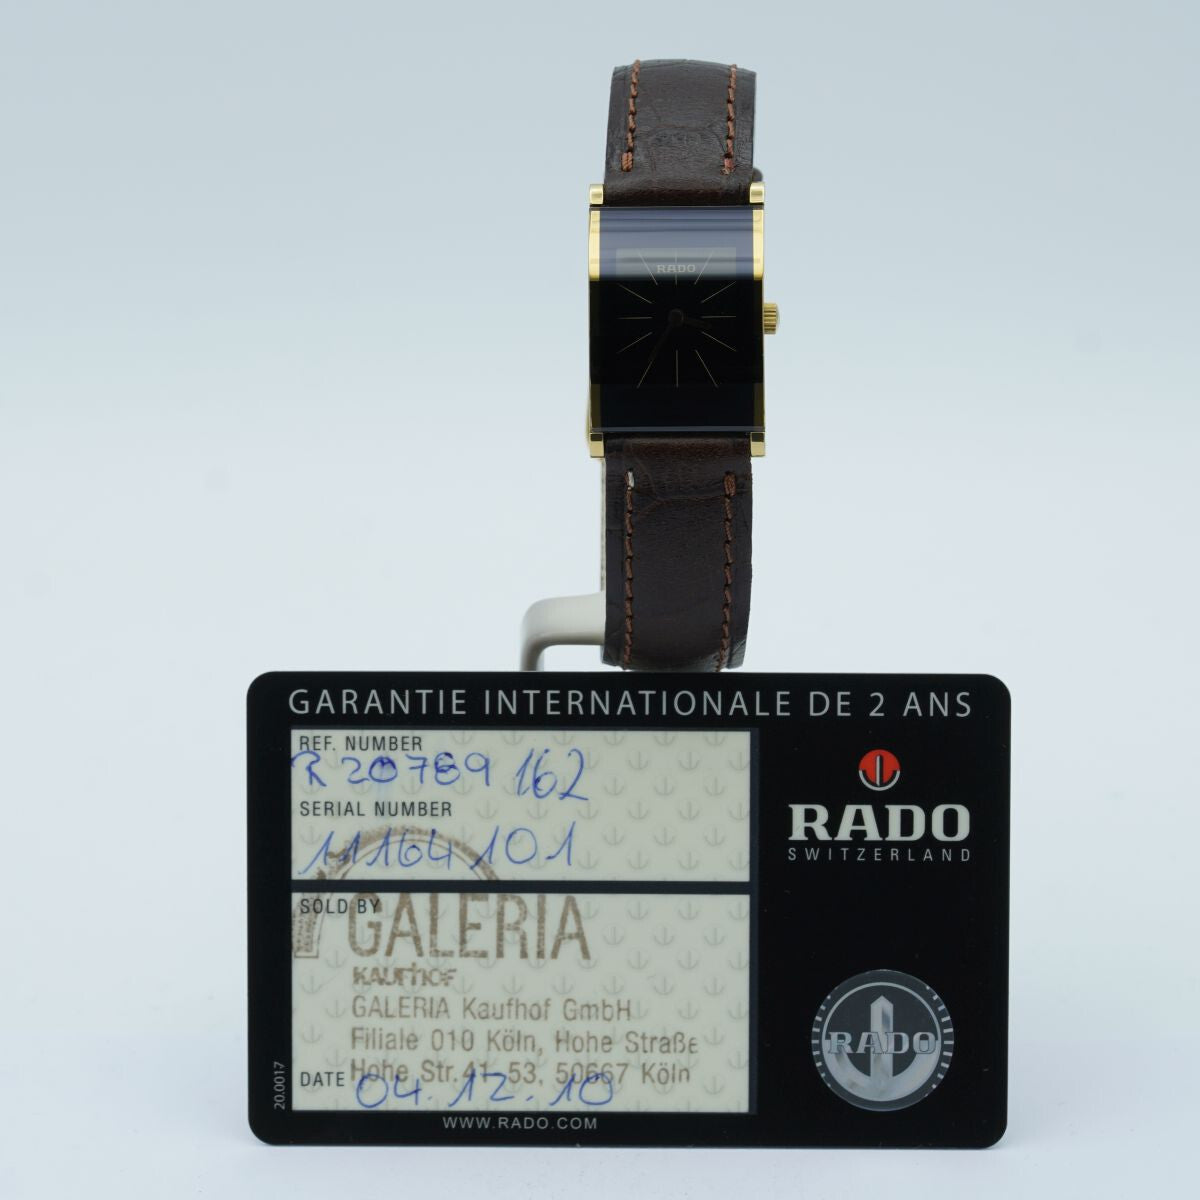 RADO
GARANTIE INTERNATIONALE DE 2 ANS
REF. NUMBER
R 20789 162
SERIAL NUMBER
11164101
RADO
SWITZERLAND
SOLD BY
GALERIA
KAUFHOF
GALERIA Kaufhof GmbH
Filiale 010 Köln, Hohe Straße
Hohe Str. 41-53, 50667 Köln
DATE
04.12.10
RADO
20.0017
WWW.RADO.COM